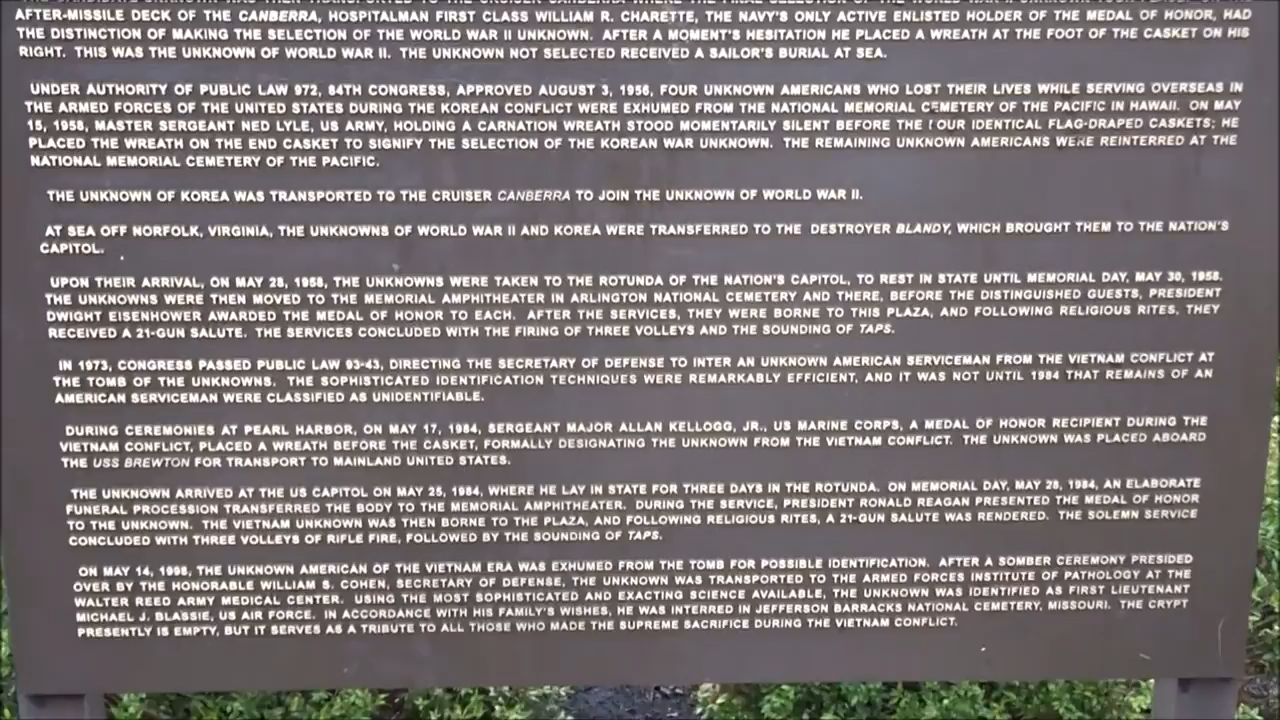 AFTER-MISSILE DECK OF THE CANBERRA, HOSPITALMAN FIRST CLASS WILLIAM R. CHARETTE, THE NAVY'S ONLY ACTIVE ENLISTED HOLDER OF THE MEDAL OF HONOR, HAD
THE DISTINCTION OF MAKING THE SELECTION OF THE WORLD WAR II UNKNOWN. AFTER A MOMENT'S HESITATION HE PLACED A WREATH AT THE FOOT OF THE CASKET ON HIS
RIGHT. THIS WAS THE UNKNOWN OF WORLD WAR II. THE UNKNOWN NOT SELECTED RECEIVED A SAILOR'S BURIAL AT SEA.
UNDER AUTHORITY OF PUBLIC LAW 972, 84TH CONGRESS, APPROVED AUGUST 3, 1956, FOUR UNKNOWN AMERICANS WHO LOST THEIR LIVES WHILE SERVING OVERSEAS IN
THE ARMED FORCES OF THE UNITED STATES DURING THE KOREAN CONFLICT WERE EXHUMED FROM THE NATIONAL MEMORIAL CEMETERY OF THE PACIFIC IN HAWAII. ON MAY
15, 1958, MASTER SERGEANT NED LYLE, US ARMY, HOLDING A CARNATION WREATH STOOD MOMENTARILY SILENT BEFORE THE FOUR IDENTICAL FLAG-DRAPED CASKETS; HE
PLACED THE WREATH ON THE END CASKET TO SIGNIFY THE SELECTION OF THE KOREAN WAR UNKNOWN. THE REMAINING UNKNOWN AMERICANS WERE REINTERRED AT THE
NATIONAL MEMORIAL CEMETERY OF THE PACIFIC.
THE UNKNOWN OF KOREA WAS TRANSPORTED TO THE CRUISER CANBERRA TO JOIN THE UNKNOWN OF WORLD WAR II.
AT SEA OFF NORFOLK, VIRGINIA, THE UNKNOWNS OF WORLD WAR II AND KOREA WERE TRANSFERRED TO THE DESTROYER BLANDY, WHICH BROUGHT THEM TO THE NATION'S
CAPITOL.
UPON THEIR ARRIVAL, ON MAY 28, 1958, THE UNKNOWNS WERE TAKEN TO THE ROTUNDA OF THE NATION'S CAPITOL, TO REST IN STATE UNTIL MEMORIAL DAY, MAY 30, 1958.
THE UNKNOWNS WERE THEN MOVED TO THE MEMORIAL AMPHITHEATER IN ARLINGTON NATIONAL CEMETERY AND THERE, BEFORE THE DISTINGUISHED GUESTS, PRESIDENT
DWIGHT EISENHOWER AWARDED THE MEDAL OF HONOR TO EACH. AFTER THE SERVICES, THEY WERE BORNE TO THIS PLAZA, AND FOLLOWING RELIGIOUS RITES, THEY
RECEIVED A 21-GUN SALUTE. THE SERVICES CONCLUDED WITH THE FIRING OF THREE VOLLEYS AND THE SOUNDING OF TAPS.
IN 1973, CONGRESS PASSED PUBLIC LAW 93-43, DIRECTING THE SECRETARY OF DEFENSE TO INTER AN UNKNOWN AMERICAN SERVICEMAN FROM THE VIETNAM CONFLICT AT
THE TOMB OF THE UNKNOWNS. THE SOPHISTICATED IDENTIFICATION TECHNIQUES WERE REMARKABLY EFFICIENT, AND IT WAS NOT UNTIL 1984 THAT REMAINS OF AN
AMERICAN SERVICEMAN WERE CLASSIFIED AS UNIDENTIFIABLE.
DURING CEREMONIES AT PEARL HARBOR, ON MAY 17, 1984, SERGEANT MAJOR ALLAN KELLOGG, JR., US MARINE CORPS, A MEDAL OF HONOR RECIPIENT DURING THE
VIETNAM CONFLICT, PLACED A WREATH BEFORE THE CASKET, FORMALLY DESIGNATING THE UNKNOWN FROM THE VIETNAM CONFLICT. THE UNKNOWN WAS PLACED ABOARD
THE USS BREWTON FOR TRANSPORT TO MAINLAND UNITED STATES.
THE UNKNOWN ARRIVED AT THE US CAPITOL ON MAY 25, 1984, WHERE HE LAY IN STATE FOR THREE DAYS IN THE ROTUNDA. ON MEMORIAL DAY, MAY 28, 1984, AN ELABORATE
FUNERAL PROCESSION TRANSFERRED THE BODY TO THE MEMORIAL AMPHITHEATER. DURING THE SERVICE, PRESIDENT RONALD REAGAN PRESENTED THE MEDAL OF HONOR
TO THE UNKNOWN. THE VIETNAM UNKNOWN WAS THEN BORNE TO THE PLAZA, AND FOLLOWING RELIGIOUS RITES, A 21-GUN SALUTE WAS RENDERED. THE SOLEMN SERVICE
CONCLUDED WITH THREE VOLLEYS OF RIFLE FIRE, FOLLOWED BY THE SOUNDING OF TAPS.
ON MAY 14, 1998, THE UNKNOWN AMERICAN OF THE VIETNAM ERA WAS EXHUMED FROM THE TOMB FOR POSSIBLE IDENTIFICATION. AFTER A SOMBER CEREMONY PRESIDED
OVER BY THE HONORABLE WILLIAM S. COHEN, SECRETARY OF DEFENSE, THE UNKNOWN WAS TRANSPORTED TO THE ARMED FORCES INSTITUTE OF PATHOLOGY AT THE
WALTER REED ARMY MEDICAL CENTER. USING THE MOST SOPHISTICATED AND EXACTING SCIENCE AVAILABLE, THE UNKNOWN WAS IDENTIFIED AS FIRST LIEUTENANT
MICHAEL J. BLASSIE, US AIR FORCE. IN ACCORDANCE WITH HIS FAMILY'S WISHES, HE WAS INTERRED IN JEFFERSON BARRACKS NATIONAL CEMETERY, MISSOURI. THE CRYPT
PRESENTLY IS EMPTY, BUT IT SERVES AS A TRIBUTE TO ALL THOSE WHO MADE THE SUPREME SACRIFICE DURING THE VIETNAM CONFLICT.